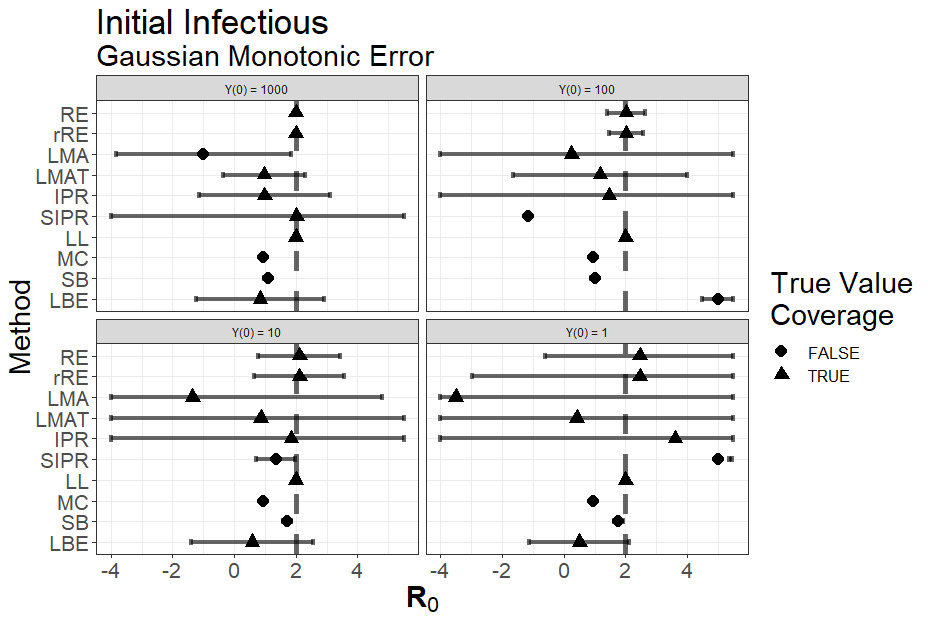 Initial Infectious
Gaussian Monotonic Error
Y(0) = 1000
Y(0) = 100
RE
rRE
LMA
LMAT
IPR
SIPR
LL
MC
SB
LBE
Y(0) = 10
Y(0) = 1
RE
rRE
LMA
LMAT
IPR
SIPR
LL
MC
SB
LBE
-4 -2 0 2 4
-4 -2 0 2 4
R0
Method
True Value
Coverage
FALSE
TRUE